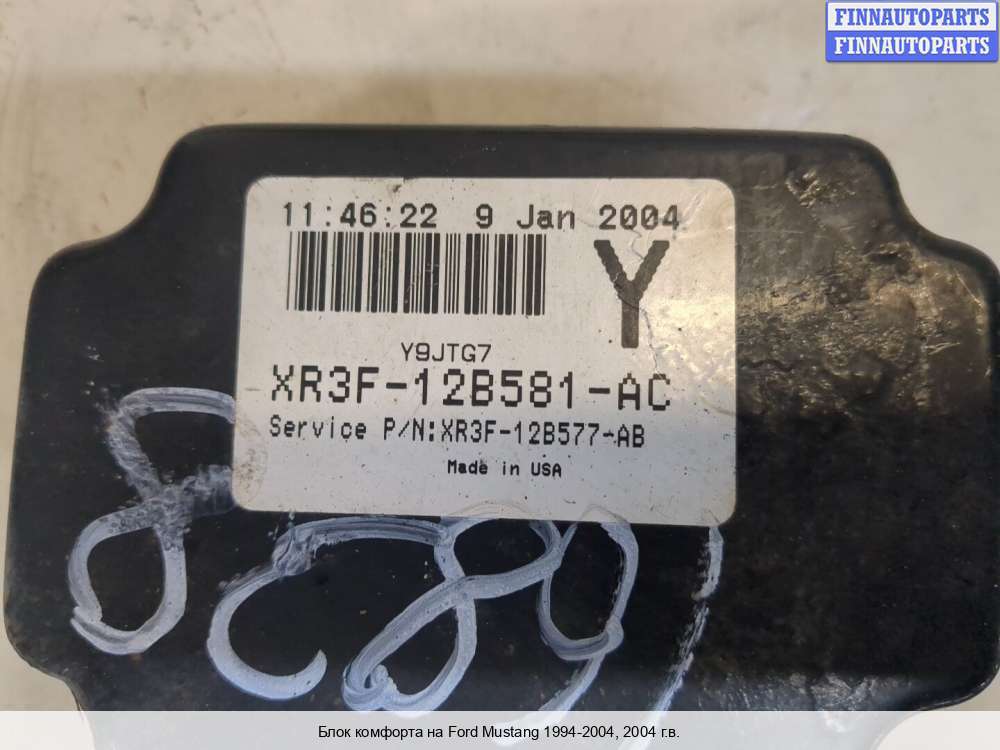 FINNAUTOPARTS
FINNAUTOPARTS
11:46:22 9 Jan 2004
Y
Y9JTG7
XR3F-12B581-AC
Service P/N:XR3F-12B577-AB
Made in USA
Блок комфорта на Ford Mustang 1994-2004, 2004 г.в.